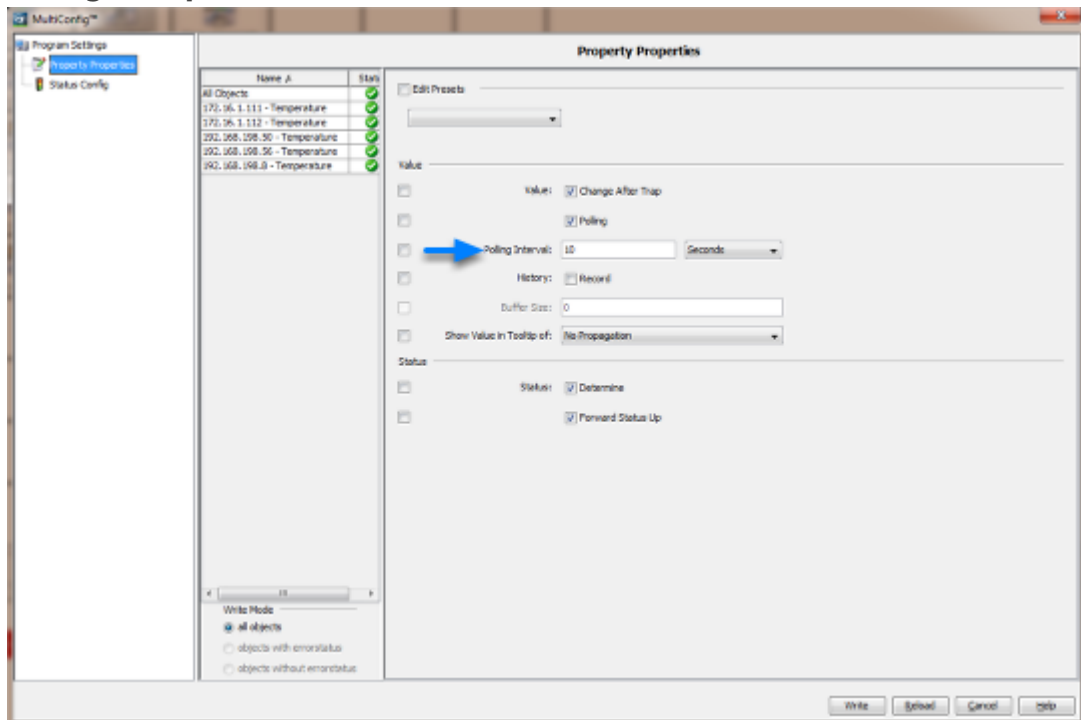 MultiConfig™
Program Settings
Property Properties
Status Config
Property Properties
Name Stat
All Objects
172.16.1.111 - Temperature
172.16.1.112 - Temperature
192.168.198.50 - Temperature
192.168.198.56 - Temperature
192.168.198.8 - Temperature
Write Mode
all objects
objects with errorstatus
objects without errorstatus
Edit Presets
Value
Value: Change After Trap
Polling
Polling Interval: 10 Seconds
History: Record
Buffer Size: 0
Show Value in Tooltip of: No Propagation
Status
Status: Determine
Forward Status Up
Write Reload Cancel Help